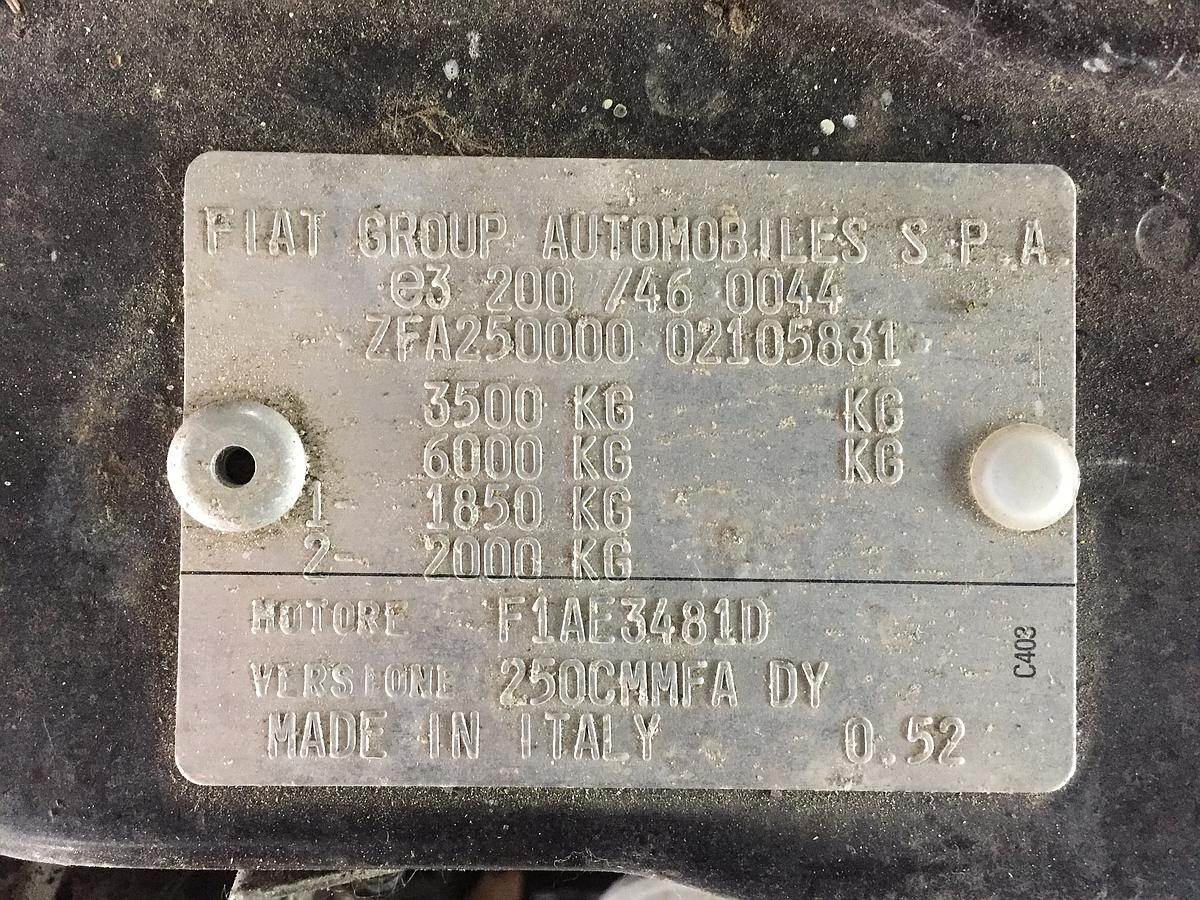 FIAT GROUP AUTOMOBILES S.P.A
e3 200 /46 0044
ZFA250000 02105831
3500 KG KG
6000 KG KG
1- 1850 KG
2- 2000 KG
MOTORE F1AE3481D
VERSIONE 250CMMFA DY
MADE IN ITALY 0.52
C403